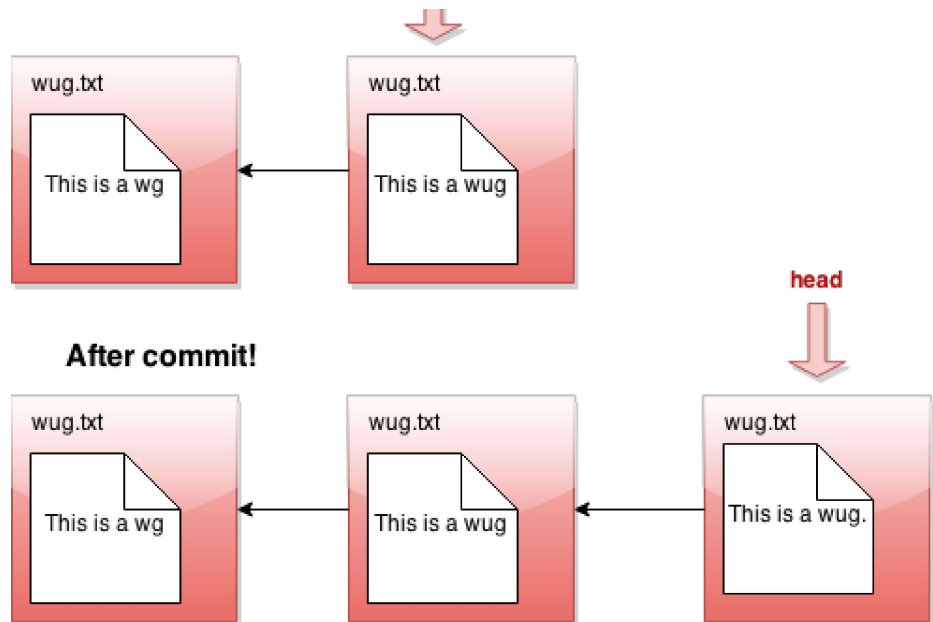 wug.txt
wug.txt
This is a wg
This is a wug
head
After commit!
wug.txt
wug.txt
wug.txt
This is a wg
This is a wug
This is a wug.